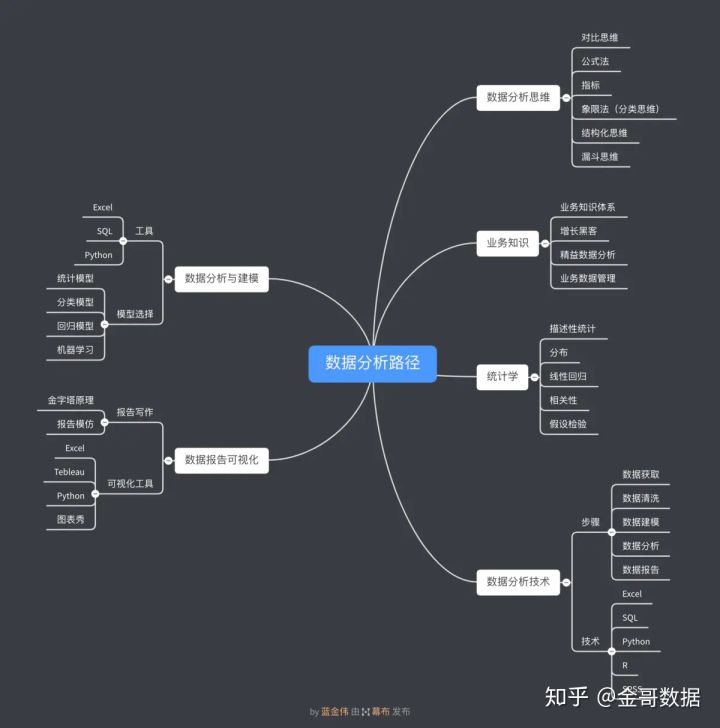 数据分析路径
数据分析思维
对比思维
公式法
指标
象限法（分类思维）
结构化思维
漏斗思维
业务知识
业务知识体系
增长黑客
精益数据分析
业务数据管理
统计学
描述性统计
分布
线性回归
相关性
假设检验
数据分析技术
步骤
数据获取
数据清洗
数据建模
数据分析
数据报告
技术
Excel
SQL
Python
R
SPSS
数据分析与建模
工具
Excel
SQL
Python
模型选择
统计模型
分类模型
回归模型
机器学习
数据报告可视化
报告写作
金字塔原理
报告模仿
可视化工具
Excel
Tebleau
Python
图表秀
by 蓝金伟 由 幕布 发布
知乎 @金哥数据